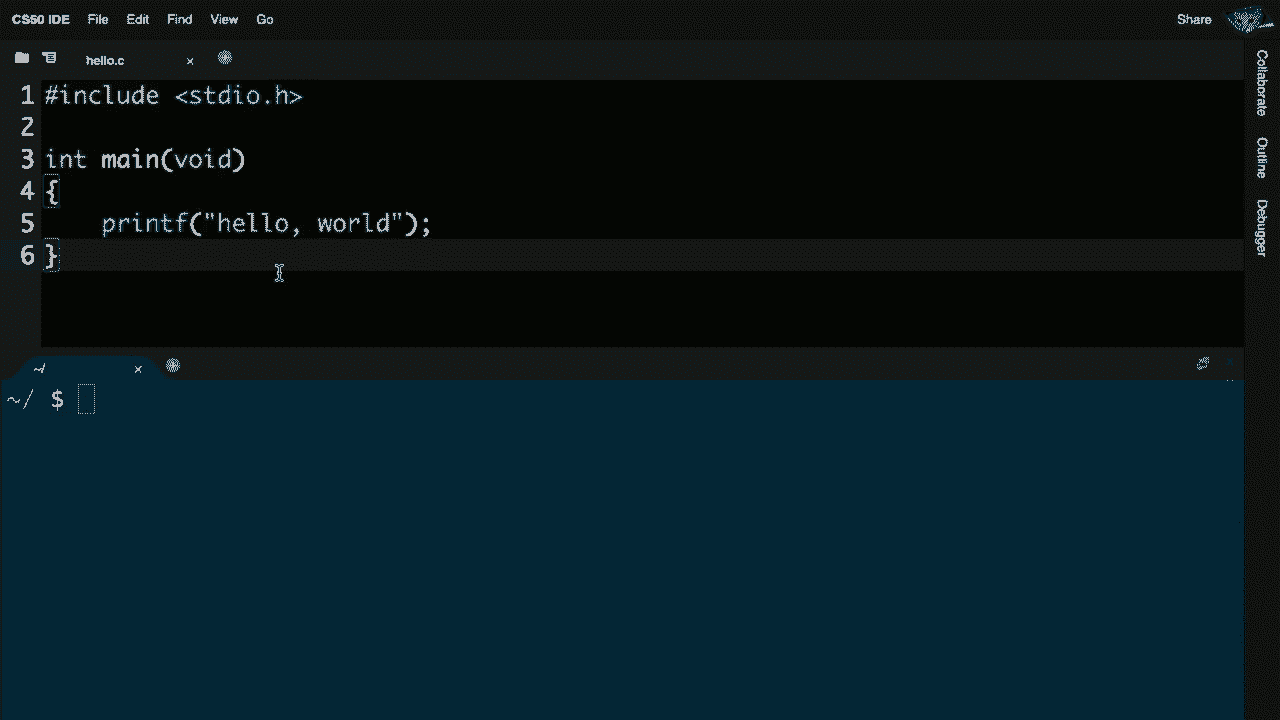 CS50 IDE File Edit Find View Go Share
hello.c x
1 #include <stdio.h>
2
3 int main(void)
4 {
5 printf("hello, world");
6 }
~/ x
~/ $
Collaborate
Outline
Debugger